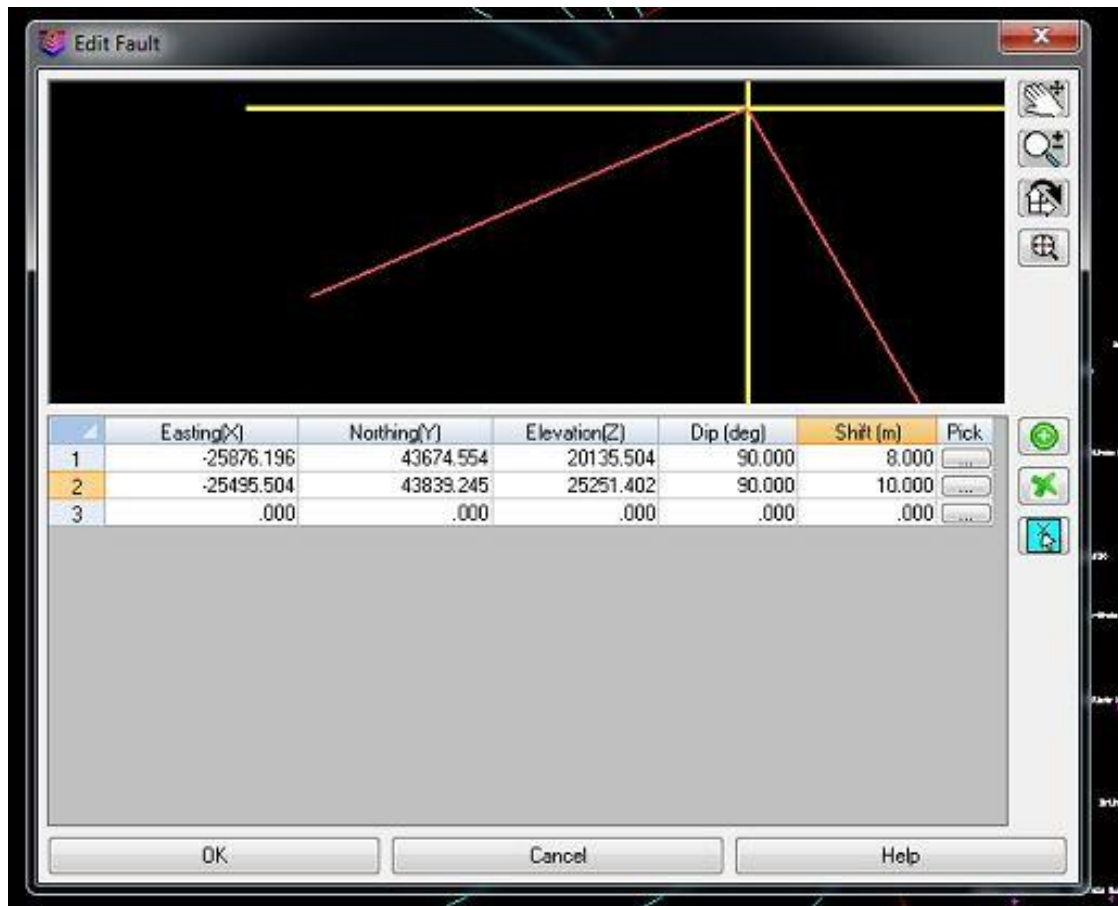 Edit Fault
Easting(X) Northing(Y) Elevation(Z) Dip (deg) Shift (m) Pick
1 -25876.196 43674.554 20135.504 90.000 8.000 ...
2 -25495.504 43839.245 25251.402 90.000 10.000 ...
3 .000 .000 .000 .000 .000 ...
OK Cancel Help